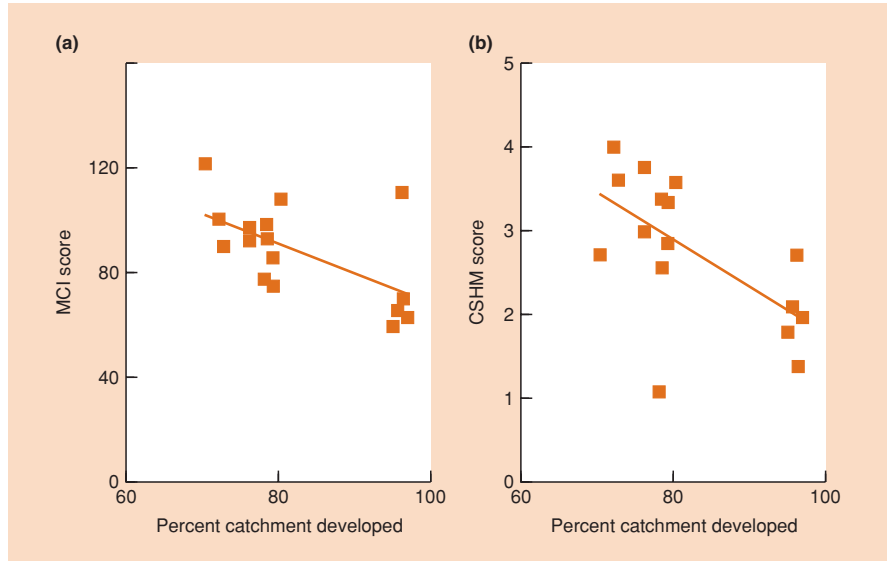 (a)
120
80
40
0
60 80 100
MCI score
Percent catchment developed
(b)
5
4
3
2
1
0
60 80 100
CSHM score
Percent catchment developed